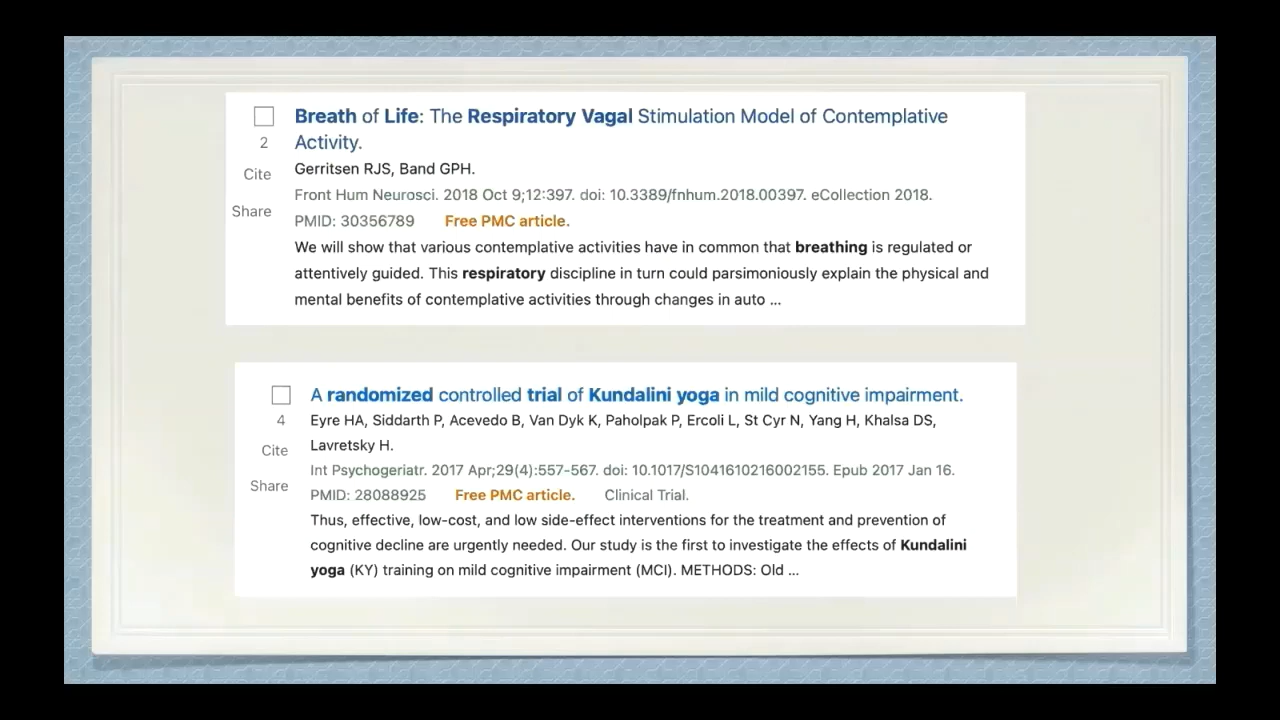 Breath of Life: The Respiratory Vagal Stimulation Model of Contemplative
Activity.
2
Gerritsen RJS, Band GPH.
Cite
Front Hum Neurosci. 2018 Oct 9;12:397. doi: 10.3389/fnhum.2018.00397. eCollection 2018.
Share
PMID: 30356789 Free PMC article.
We will show that various contemplative activities have in common that breathing is regulated or
attentively guided. This respiratory discipline in turn could parsimoniously explain the physical and
mental benefits of contemplative activities through changes in auto ...
A randomized controlled trial of Kundalini yoga in mild cognitive impairment.
4
Eyre HA, Siddarth P, Acevedo B, Van Dyk K, Paholpak P, Ercoli L, St Cyr N, Yang H, Khalsa DS,
Lavretsky H.
Cite
Int Psychogeriatr. 2017 Apr;29(4):557-567. doi: 10.1017/S1041610216002155. Epub 2017 Jan 16.
Share
PMID: 28088925 Free PMC article. Clinical Trial.
Thus, effective, low-cost, and low side-effect interventions for the treatment and prevention of
cognitive decline are urgently needed. Our study is the first to investigate the effects of Kundalini
yoga (KY) training on mild cognitive impairment (MCI). METHODS: Old ...